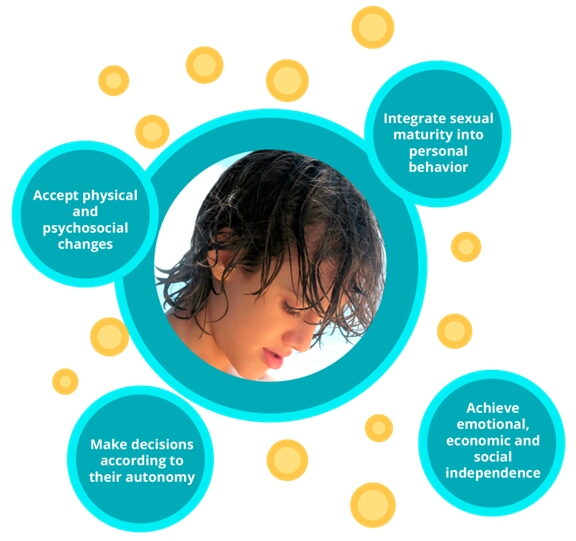 Integrate sexual
maturity into
personal
behavior
Accept physical
and
psychosocial
changes
Make decisions
according to
their autonomy
Achieve
emotional,
economic and
social
independence